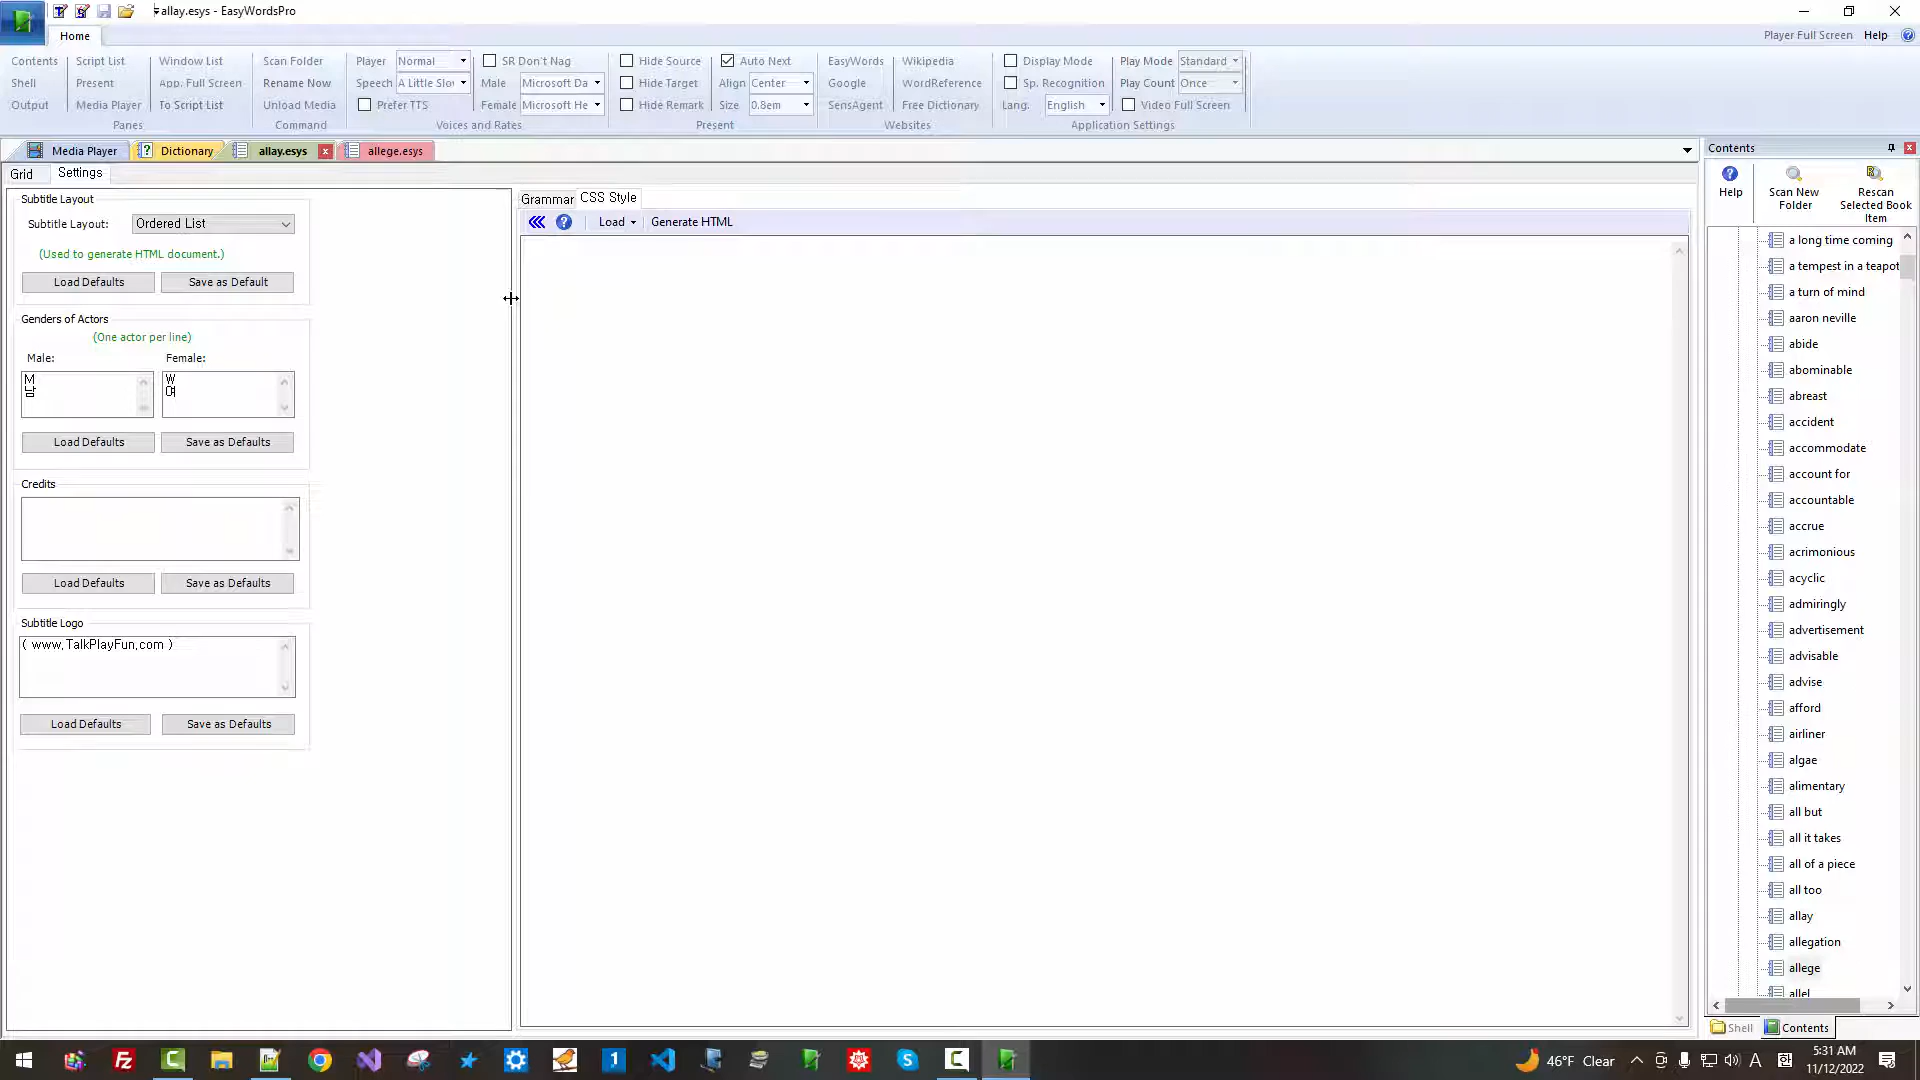 allay.esys - EasyWordsPro
Home
Player Full Screen Help
Contents Script List Window List Scan Folder Player Normal SR Don't Nag Hide Source Auto Next EasyWords Wikipedia Display Mode Play Mode Standard
Shell Present App. Full Screen Rename Now Speech A Little Slo Male Microsoft Da Hide Target Align Center Google WordReference Sp. Recognition Play Count Once
Output Media Player To Script List Unload Media Prefer TTS Female Microsoft He Hide Remark Size 0.8em SensAgent Free Dictionary Lang. English Video Full Screen
Panes Command Voices and Rates Present Websites Application Settings
Media Player Dictionary allay.esys allege.esys
Contents
Grid Settings
Help Scan New Folder Rescan Selected Book Item
Subtitle Layout
Subtitle Layout: Ordered List
(Used to generate HTML document.)
Load Defaults Save as Default
Genders of Actors
(One actor per line)
Male: Female:
M
남
W
여
Load Defaults Save as Defaults
Credits
Load Defaults Save as Defaults
Subtitle Logo
( www.TalkPlayFun.com )
Load Defaults Save as Defaults
Grammar CSS Style
Load Generate HTML
a long time coming
a tempest in a teapot
a turn of mind
aaron neville
abide
abominable
abreast
accident
accommodate
account for
accountable
accrue
acrimonious
acyclic
admiringly
advertisement
advisable
advise
afford
airliner
algae
alimentary
all but
all it takes
all of a piece
all too
allay
allegation
allege
allel
Shell Contents
46°F Clear
A 한
5:31 AM
11/12/2022